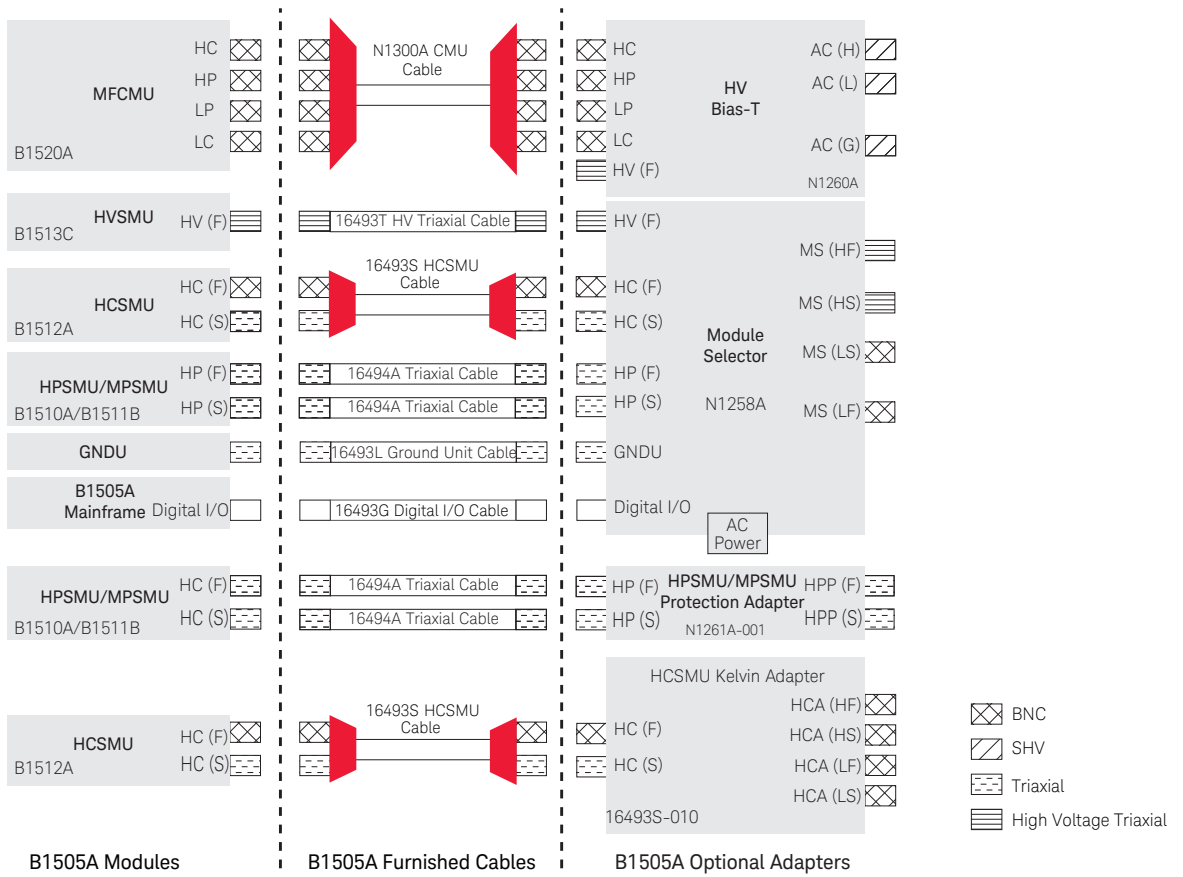 MFCMU
B1520A
HC
HP
LP
LC
N1300A CMU
Cable
HC
HP
LP
LC
HV (F)
HV
Bias-T
AC (H)
AC (L)
AC (G)
N1260A
HVSMU
B1513C
HV (F)
16493T HV Triaxial Cable
HV (F)
HCSMU
B1512A
HC (F)
HC (S)
16493S HCSMU
Cable
HC (F)
HC (S)
HPSMU/MPSMU
B1510A/B1511B
HP (F)
HP (S)
16494A Triaxial Cable
16494A Triaxial Cable
HP (F)
HP (S)
Module
Selector
N1258A
MS (HF)
MS (HS)
MS (LS)
MS (LF)
GNDU
16493L Ground Unit Cable
GNDU
B1505A
Mainframe
Digital I/O
16493G Digital I/O Cable
Digital I/O
AC
Power
HPSMU/MPSMU
B1510A/B1511B
HC (F)
HC (S)
16494A Triaxial Cable
16494A Triaxial Cable
HP (F)
HP (S)
HPSMU/MPSMU
Protection Adapter
N1261A-001
HPP (F)
HPP (S)
HCSMU
B1512A
HC (F)
HC (S)
16493S HCSMU
Cable
HCSMU Kelvin Adapter
HC (F)
HC (S)
HCA (HF)
HCA (HS)
HCA (LF)
HCA (LS)
16493S-010
BNC
SHV
Triaxial
High Voltage Triaxial
B1505A Modules
B1505A Furnished Cables
B1505A Optional Adapters